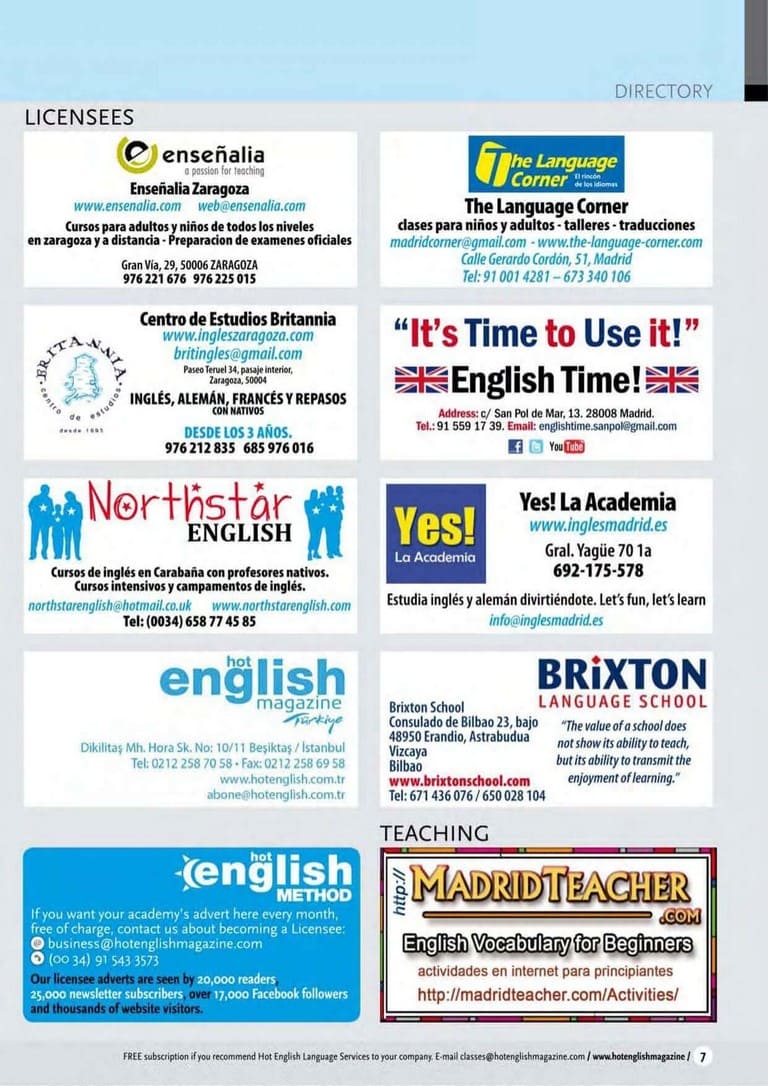 DIRECTORY
LICENSEES
e enseñalia
a passion for teaching
Enseñalia Zaragoza
www.ensenalia.com web@ensenalia.com
Cursos para adultos y niños de todos los niveles
en zaragoza y a distancia - Preparacion de examenes oficiales
Gran Vía, 29, 50006 ZARAGOZA
976 221 676 976 225 015
The Language
Corner El rincón
de los idiomas
The Language Corner
clases para niños y adultos - talleres - traducciones
madridcorner@gmail.com - www.the-language-corner.com
Calle Gerardo Cordón, 51, Madrid
Tel: 91 001 4281 – 673 340 106
BRITANNIA
centro de estudios
desde 1985
Centro de Estudios Britannia
www.ingleszaragoza.com
britingles@gmail.com
Paseo Teruel 34, pasaje interior,
Zaragoza, 50004
INGLÉS, ALEMÁN, FRANCÉS Y REPASOS
CON NATIVOS
DESDE LOS 3 AÑOS.
976 212 835 685 976 016
“It’s Time to Use it!”
English Time!
Address: c/ San Pol de Mar, 13. 28008 Madrid.
Tel.: 91 559 17 39. Email: englishtime.sanpol@gmail.com
f YouTube
Northstar
ENGLISH
Cursos de inglés en Carabaña con profesores nativos.
Cursos intensivos y campamentos de inglés.
northstarenglish@hotmail.co.uk www.northstarenglish.com
Tel: (0034) 658 77 45 85
Yes!
La Academia
Yes! La Academia
www.inglesmadrid.es
Gral. Yagüe 70 1a
692-175-578
Estudia inglés y alemán divirtiéndote. Let’s fun, let’s learn
info@inglesmadrid.es
hot
english
magazine
Türkiye
Dikilitaş Mh. Hora Sk. No: 10/11 Beşiktaş / İstanbul
Tel: 0212 258 70 58 • Fax: 0212 258 69 58
www.hotenglish.com.tr
abone@hotenglish.com.tr
BRiXTON
LANGUAGE SCHOOL
Brixton School
Consulado de Bilbao 23, bajo
48950 Erandio, Astrabudua
Vizcaya
Bilbao
www.brixtonschool.com
Tel: 671 436 076 / 650 028 104
“The value of a school does
not show its ability to teach,
but its ability to transmit the
enjoyment of learning.”
hot
english
METHOD
If you want your academy's advert here every month,
free of charge, contact us about becoming a Licensee:
@ business@hotenglishmagazine.com
(00 34) 91 543 3573
Our licensee adverts are seen by 20,000 readers,
25,000 newsletter subscribers, over 17,000 Facebook followers
and thousands of website visitors.
TEACHING
http://
MADRIDTEACHER
.COM
English Vocabulary for Beginners
actividades en internet para principiantes
http://madridteacher.com/Activities/
FREE subscription if you recommend Hot English Language Services to your company. E-mail classes@hotenglishmagazine.com / www.hotenglishmagazine / 7